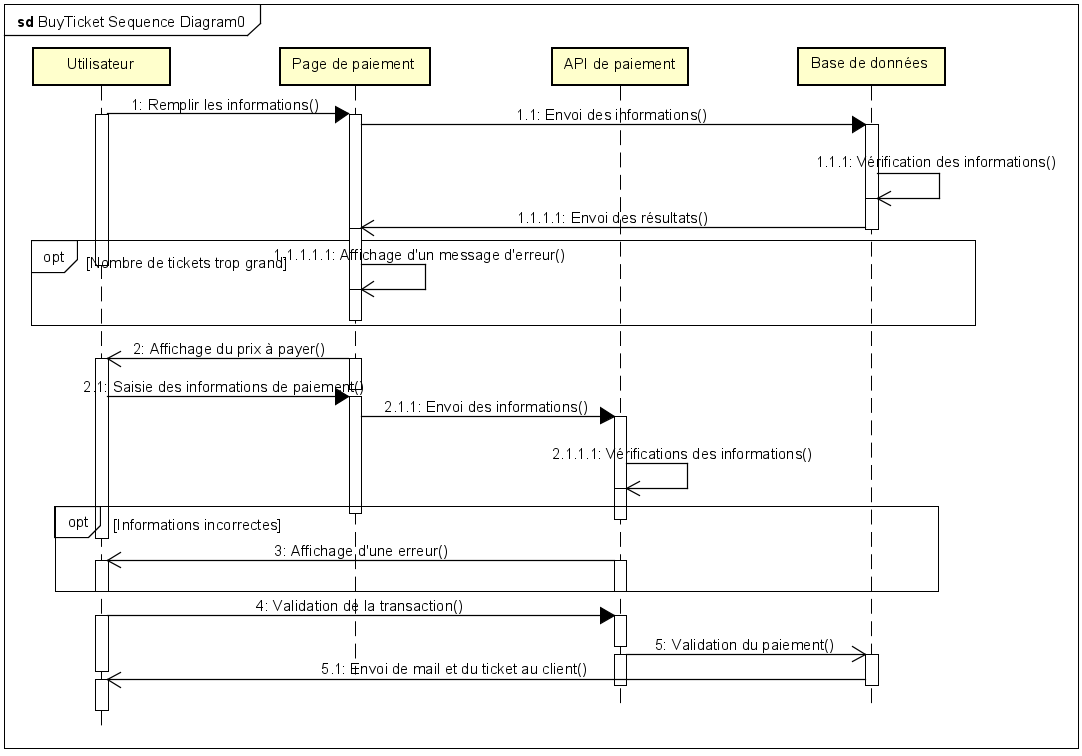 sd BuyTicket Sequence Diagram0
Utilisateur
Page de paiement
API de paiement
Base de données
1: Remplir les informations()
1.1: Envoi des informations()
1.1.1: Vérification des informations()
1.1.1.1: Envoi des résultats()
opt
[Nombre de tickets trop grand]
1.1.1.1.1: Affichage d'un message d'erreur()
2: Affichage du prix à payer()
2.1: Saisie des informations de paiement()
2.1.1: Envoi des informations()
2.1.1.1: Vérifications des informations()
opt
[Informations incorrectes]
3: Affichage d'une erreur()
4: Validation de la transaction()
5: Validation du paiement()
5.1: Envoi de mail et du ticket au client()